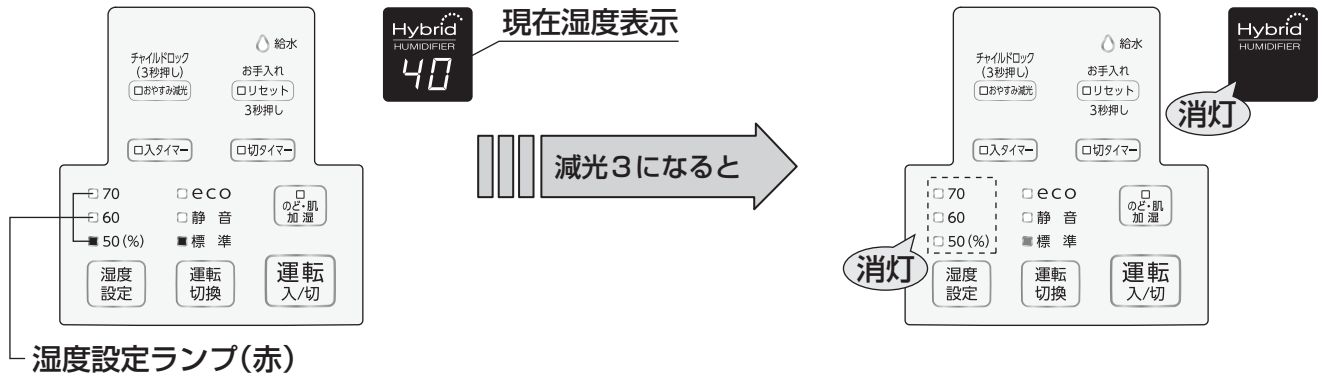 Hybrid
HUMIDIFIER
40
現在湿度表示
給水
チャイルドロック
(3秒押し)
おやすみ減光
お手入れ
リセット
3秒押し
入タイマー
切タイマー
70
60
50(%)
eco
静 音
標 準
のど・肌
加 湿
湿度
設定
運転
切換
運転
入/切
湿度設定ランプ(赤)
減光3になると
Hybrid
HUMIDIFIER
消灯
給水
チャイルドロック
(3秒押し)
おやすみ減光
お手入れ
リセット
3秒押し
入タイマー
切タイマー
70
60
50(%)
eco
静 音
標 準
のど・肌
加 湿
消灯
湿度
設定
運転
切換
運転
入/切